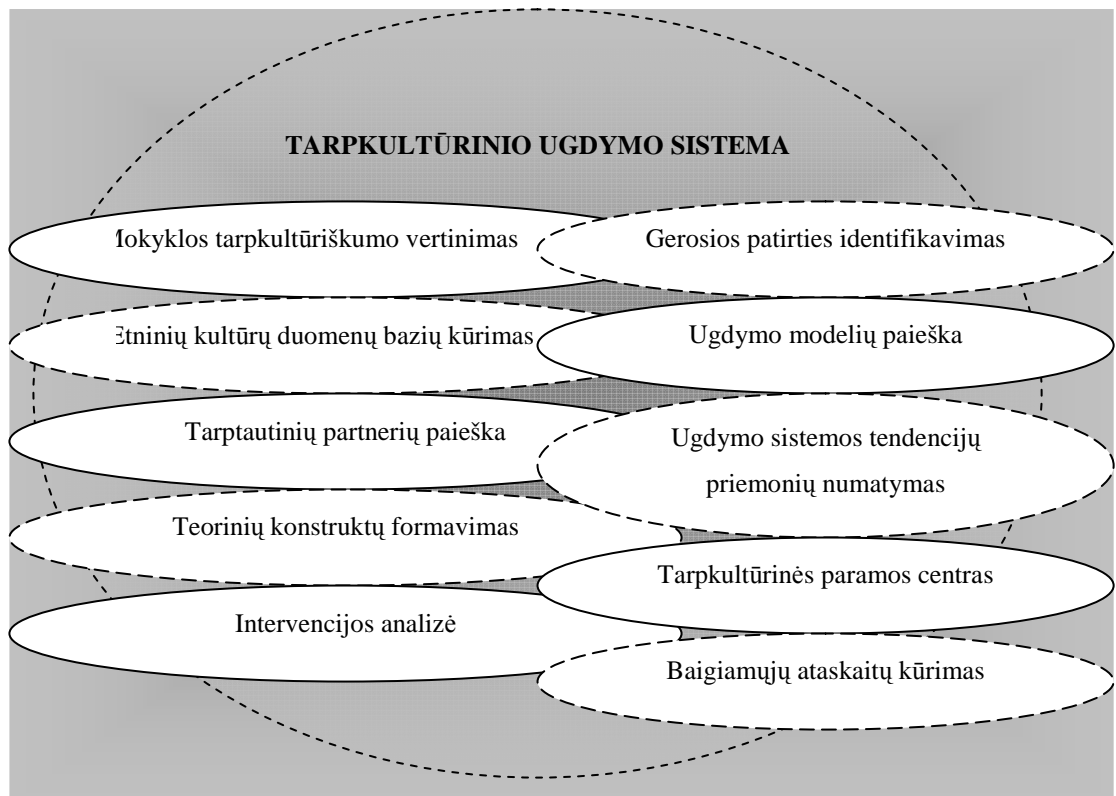 TARPKULTŪRINIO UGDYMO SISTEMA
Mokyklos tarpkultūriškumo vertinimas
Etninių kultūrų duomenų bazių kūrimas
Tarptautinių partnerių paieška
Teorinių konstruktų formavimas
Intervencijos analizė
Gerosios patirties identifikavimas
Ugdymo modelių paieška
Ugdymo sistemos tendencijų
priemonių numatymas
Tarpkultūrinės paramos centras
Baigiamųjų ataskaitų kūrimas